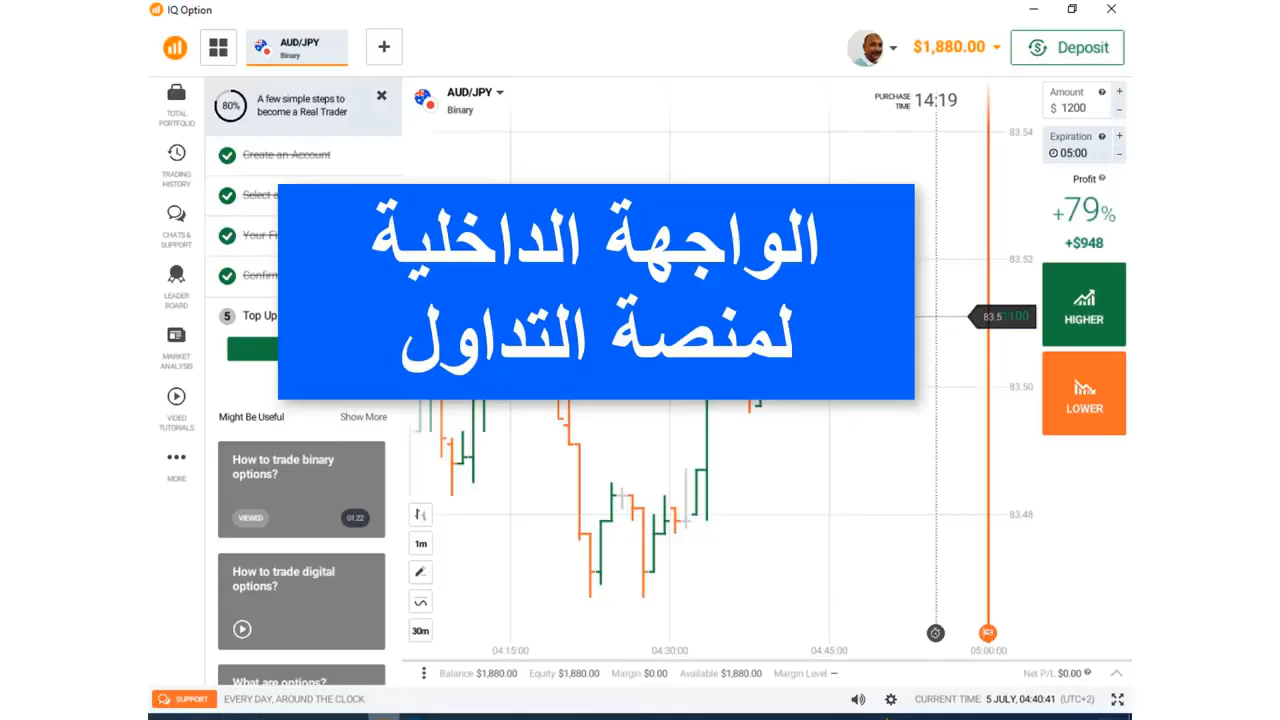 IQ Option
AUD/JPY
Binary
$1,880.00
Deposit
TOTAL PORTFOLIO
TRADING HISTORY
CHATS & SUPPORT
LEADER BOARD
MARKET ANALYSIS
VIDEO TUTORIALS
MORE
80%
A few simple steps to
become a Real Trader
Create an Account
Select a
Your Fi
Confirm
5 Top Up
الواجهة الداخلية
لمنصة التداول
Might Be Useful Show More
How to trade binary
options?
VIEWED 01:22
How to trade digital
options?
What are options?
AUD/JPY
Binary
PURCHASE
TIME 14:19
83.54
83.52
83.50
83.48
1m
30m
04:15:00 04:30:00 04:45:00 05:00:00
Amount
$ 1200
Expiration
05:00
Profit
+79%
+$948
HIGHER
LOWER
Balance $1,880.00 Equity $1,880.00 Margin $0.00 Available $1,880.00 Margin Level – Net P/L $0.00
SUPPORT EVERY DAY, AROUND THE CLOCK CURRENT TIME: 5 JULY, 04:40:41 (UTC+2)